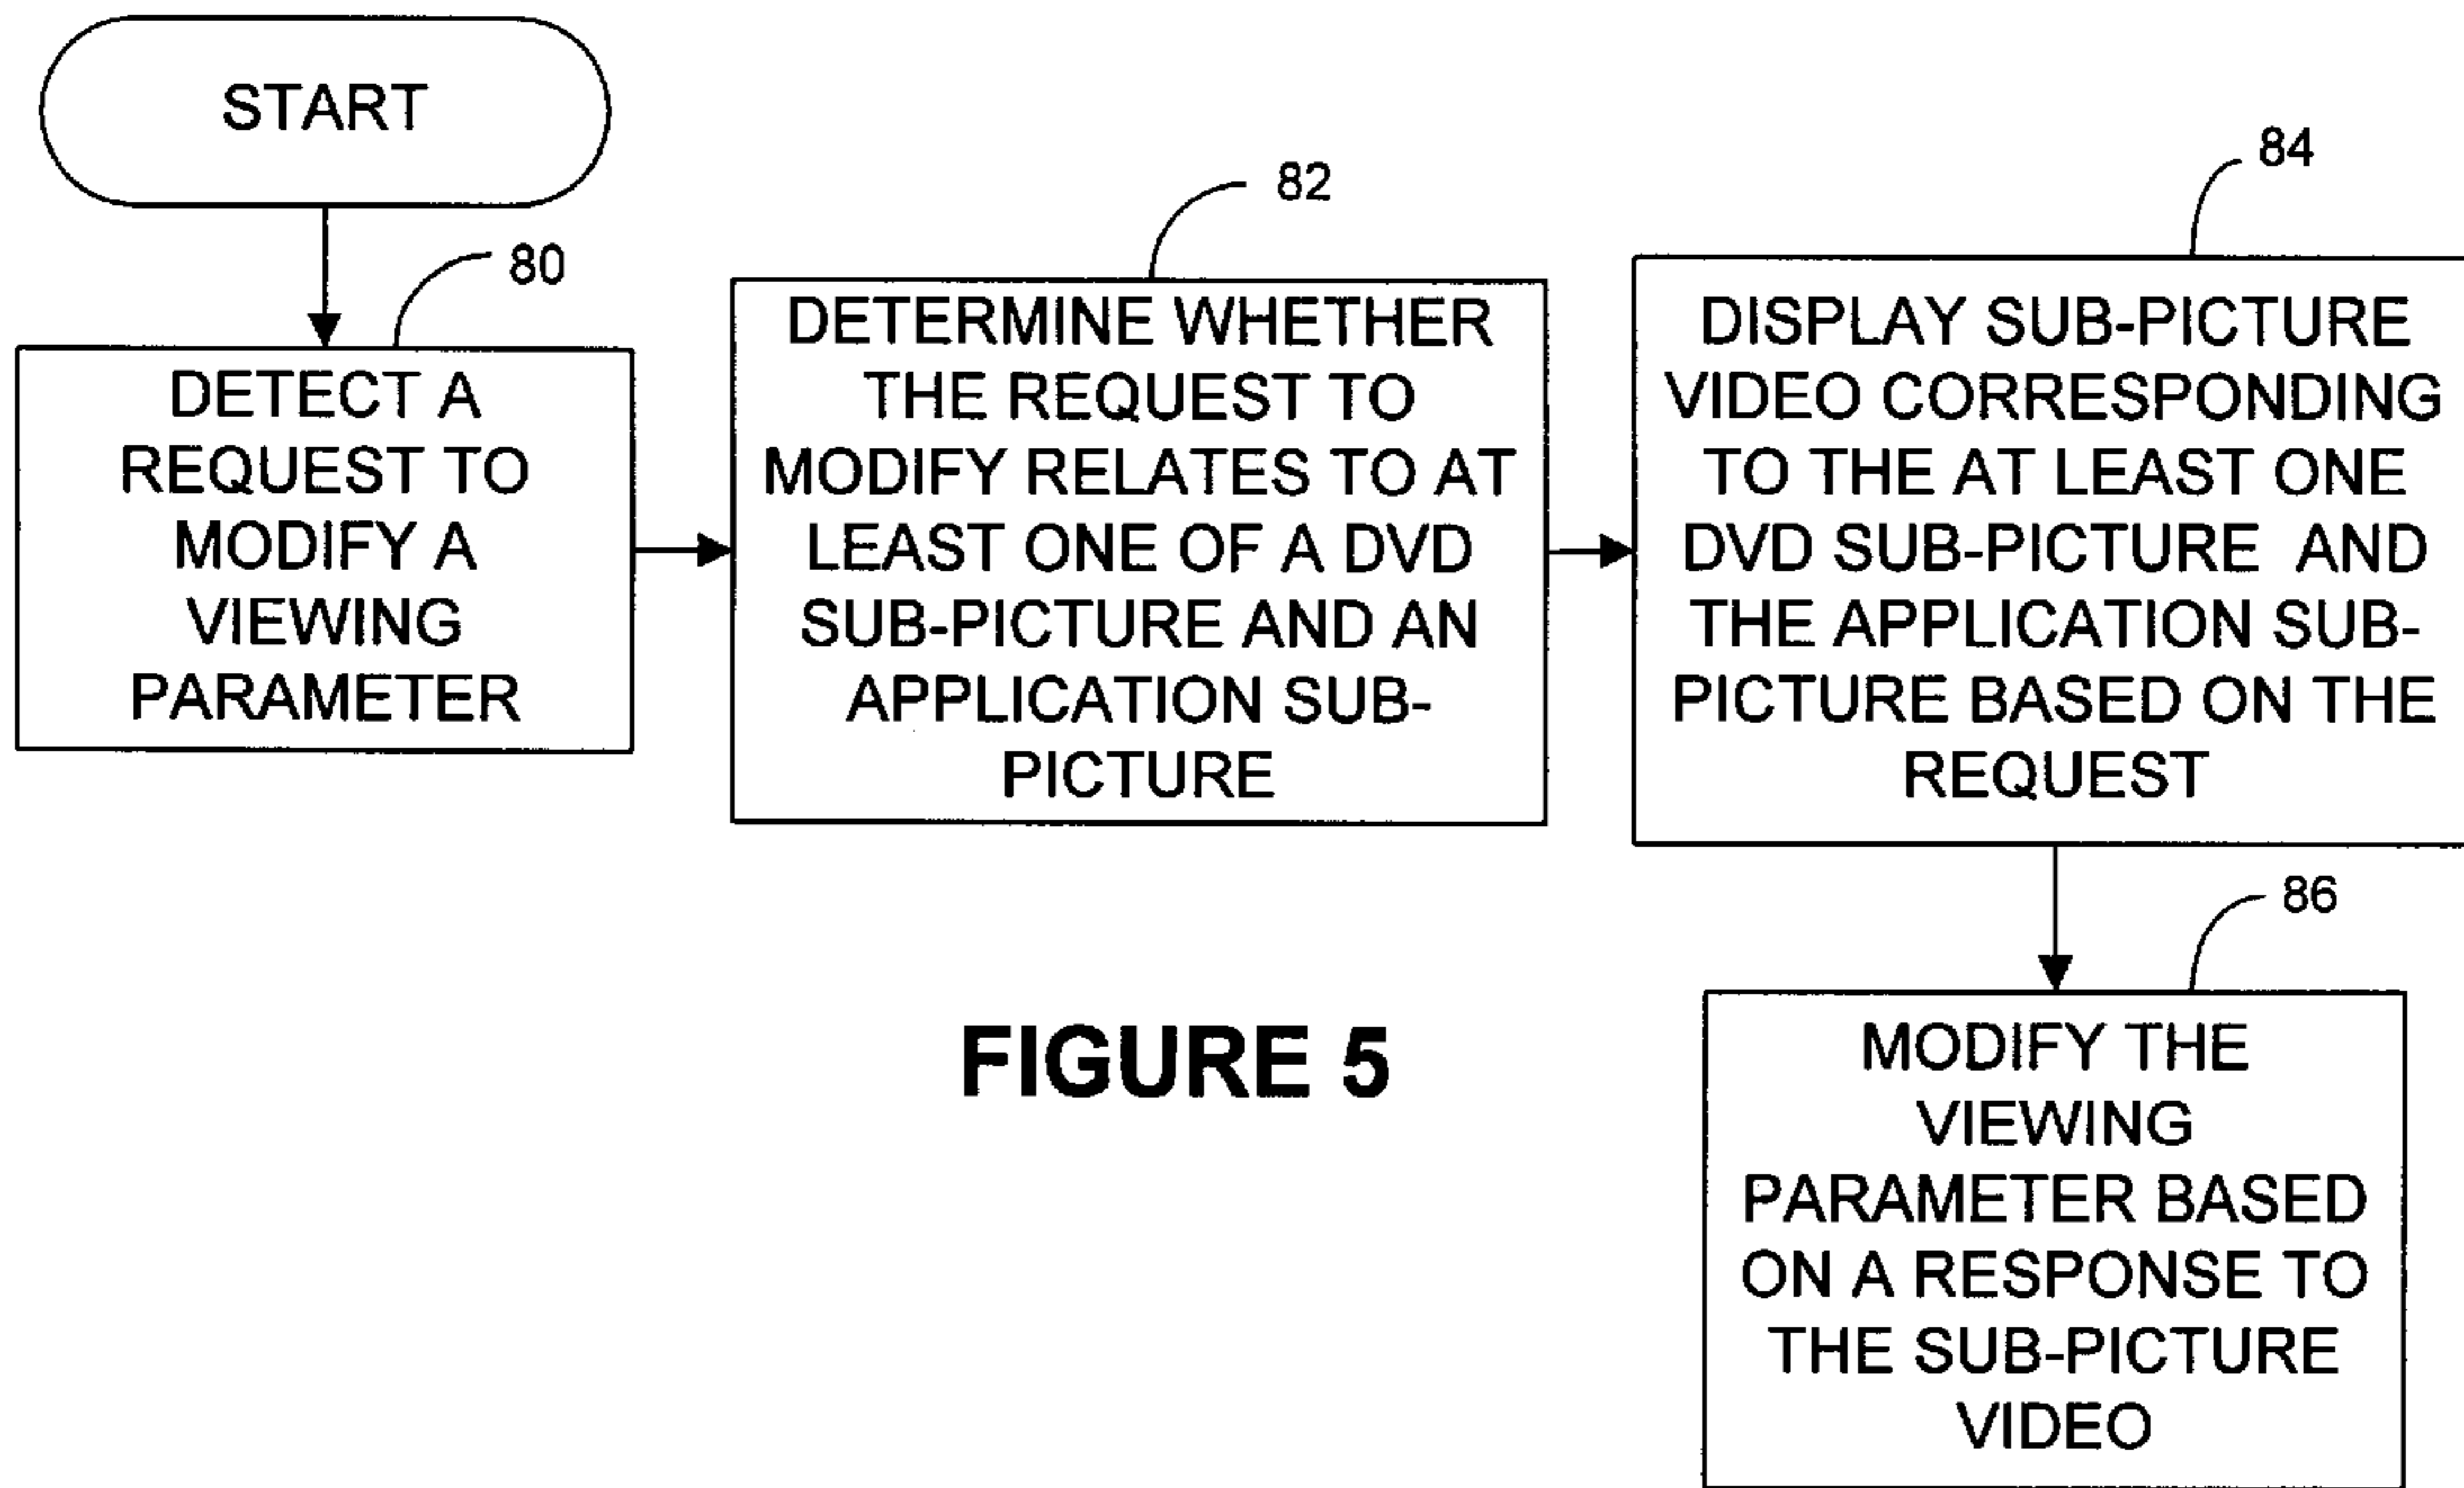 START
80
DETECT A
REQUEST TO
MODIFY A
VIEWING
PARAMETER
82
DETERMINE WHETHER
THE REQUEST TO
MODIFY RELATES TO AT
LEAST ONE OF A DVD
SUB-PICTURE AND AN
APPLICATION SUB-
PICTURE
84
DISPLAY SUB-PICTURE
VIDEO CORRESPONDING
TO THE AT LEAST ONE
DVD SUB-PICTURE AND
THE APPLICATION SUB-
PICTURE BASED ON THE
REQUEST
86
MODIFY THE
VIEWING
PARAMETER BASED
ON A RESPONSE TO
THE SUB-PICTURE
VIDEO
FIGURE 5